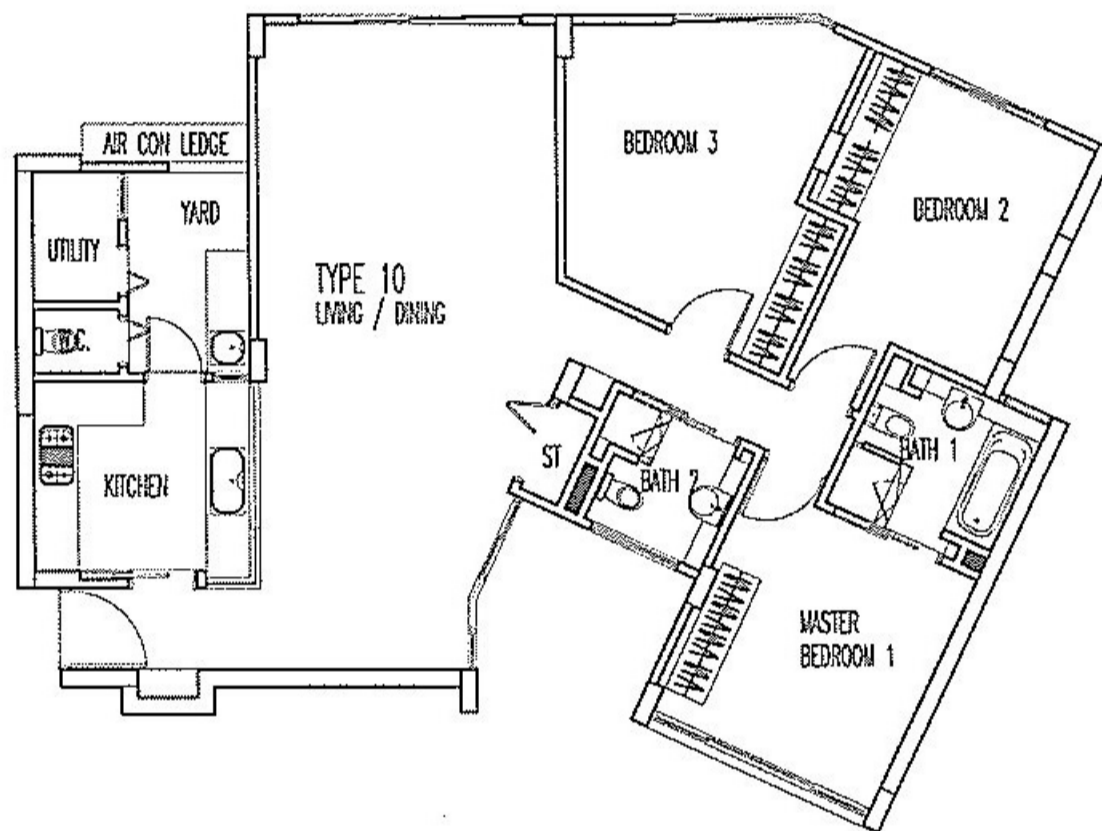 BEDROOM 3
AIR CON LEDGE
YARD
BEDROOM 2
UTILITY
TYPE 10
LIVING / DINING
W.C.
ST
BATH 2
BATH 1
KITCHEN
MASTER
BEDROOM 1